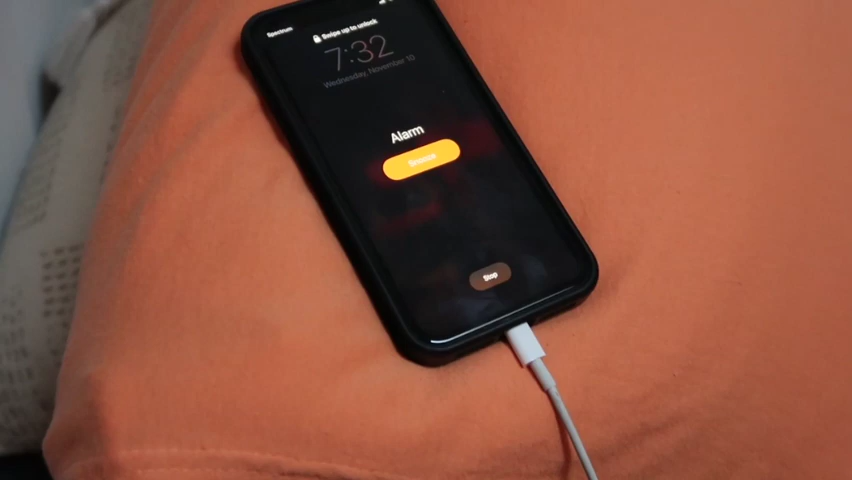 Spectrum
Swipe up to unlock
7:32
Wednesday, November 10
Alarm
Snooze
Stop